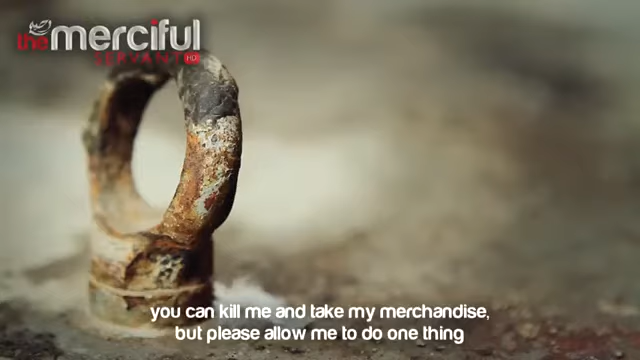 the merciful
SERVANT HD
you can kill me and take my merchandise,
but please allow me to do one thing